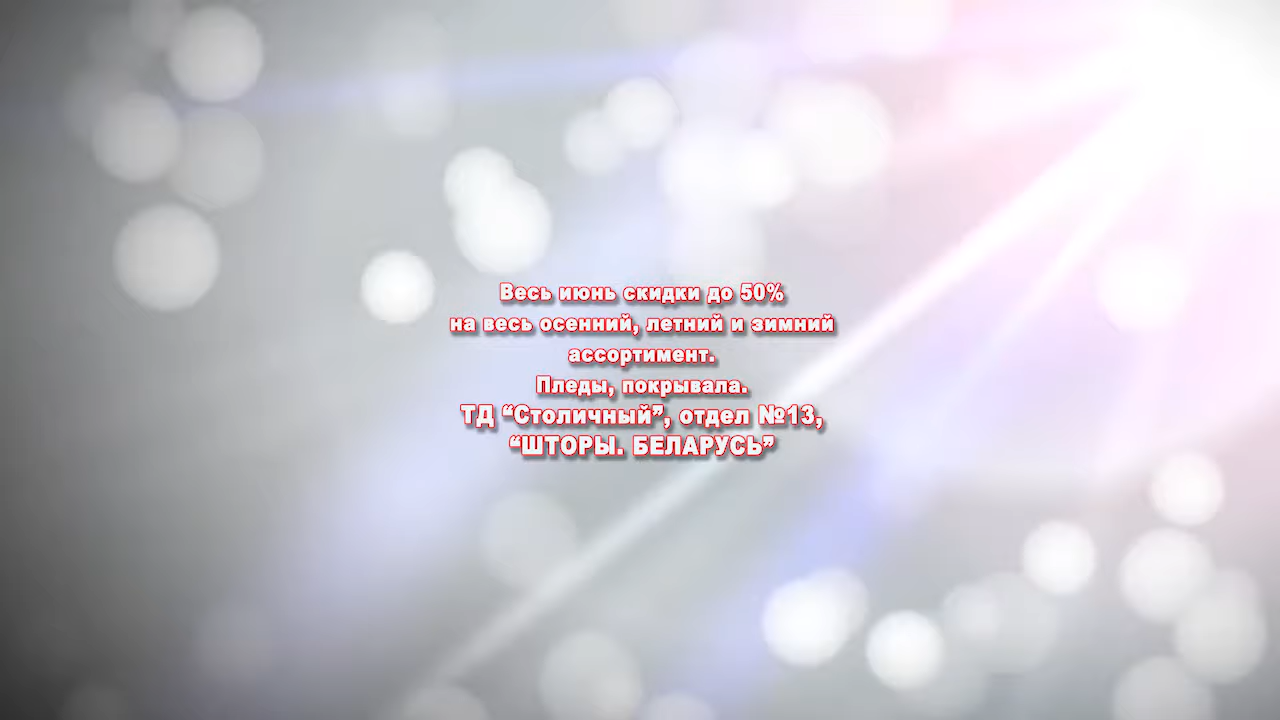 Весь июнь скидки до 50%
на весь осенний, летний и зимний
ассортимент.
Пледы, покрывала.
ТД “Столичный”, отдел №13,
“ШТОРЫ. БЕЛАРУСЬ”